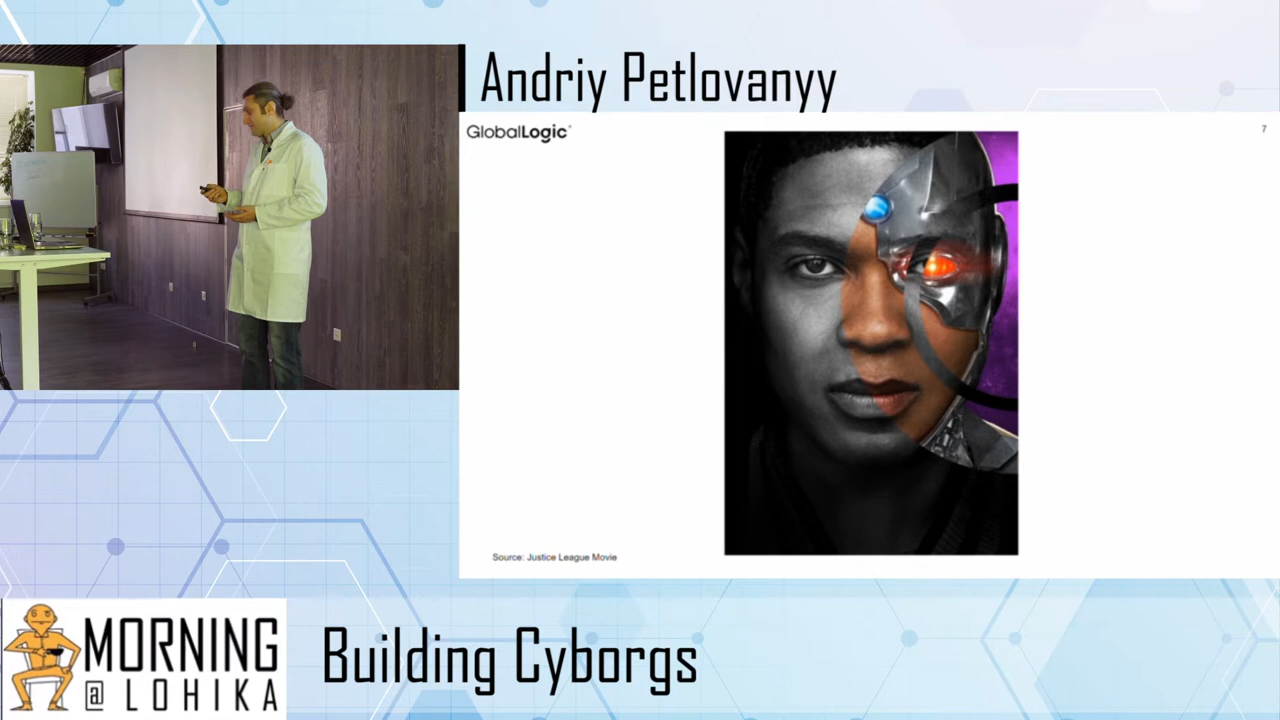 Andriy Petlovanyy
GlobalLogic
7
Source: Justice League Movie
MORNING
@ LOHIKA
Building Cyborgs